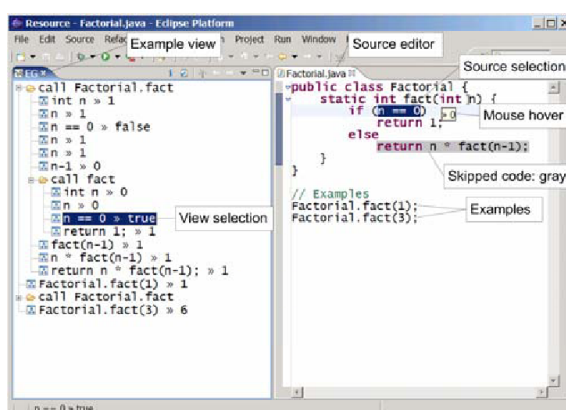 Resource - Factorial.java - Eclipse Platform
File Edit Source Project Run Window
Example view
Source editor
EG
Factorial.java
Source selection
call Factorial.fact
int n » 1
n » 1
n == 0 » false
n » 1
n » 1
n-1 » 0
call fact
int n » 0
n » 0
n == 0 » true
return 1; » 1
fact(n-1) » 1
n * fact(n-1) » 1
return n * fact(n-1); » 1
Factorial.fact(1) » 1
call Factorial.fact
Factorial.fact(3) » 6
View selection
public class Factorial {
static int fact(int n) {
if (n == 0)
» 0
Mouse hover
return 1;
else
return n * fact(n-1);
}
}
Skipped code: gray
// Examples
Factorial.fact(1);
Factorial.fact(3);
Examples
n == 0 » true